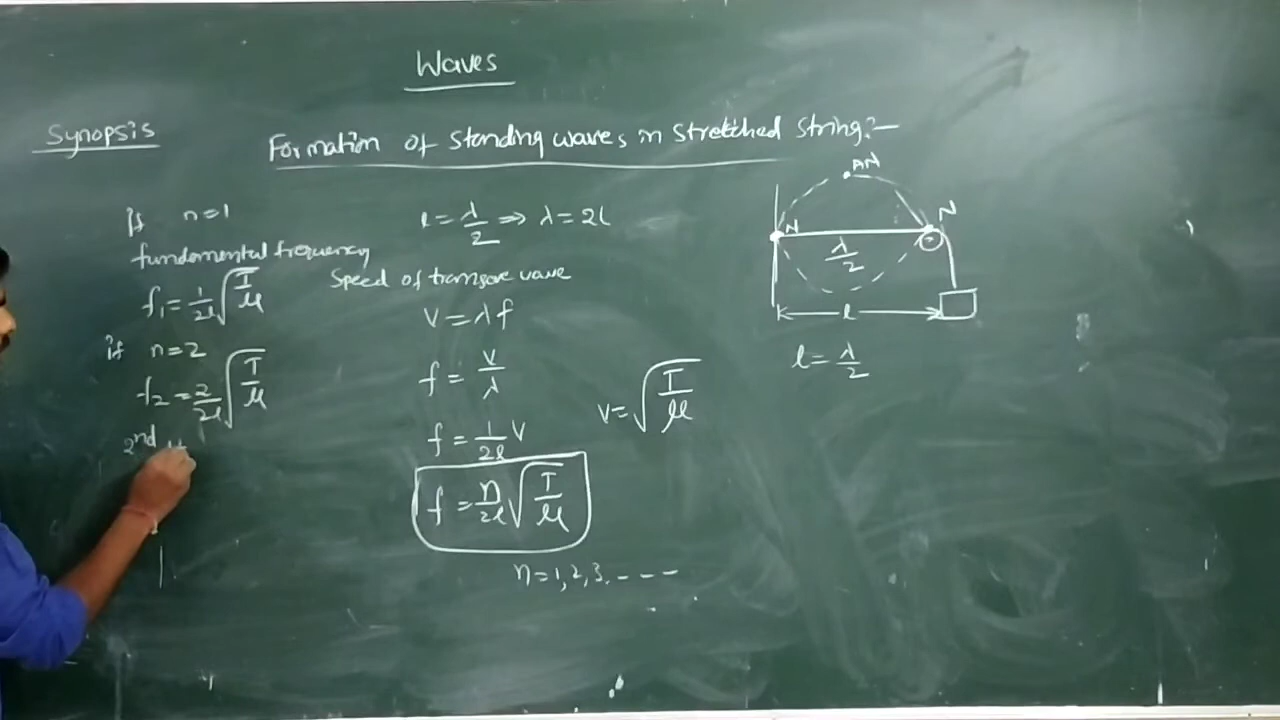 Waves
Synopsis
Formation of standing waves in stretched string:-
If n=1
fundamental frequency
f₁ = 1/2l √(T/μ)
if n=2
f₂ = 2/2l √(T/μ)
2nd
l = λ/2 ⇒ λ = 2l
Speed of transve wave
V = λf
f = V/λ
f = 1/2l V
V = √(T/μ)
f = n/2l √(T/μ)
n = 1, 2, 3, - - - -
AN
N
N
λ/2
l
l = λ/2